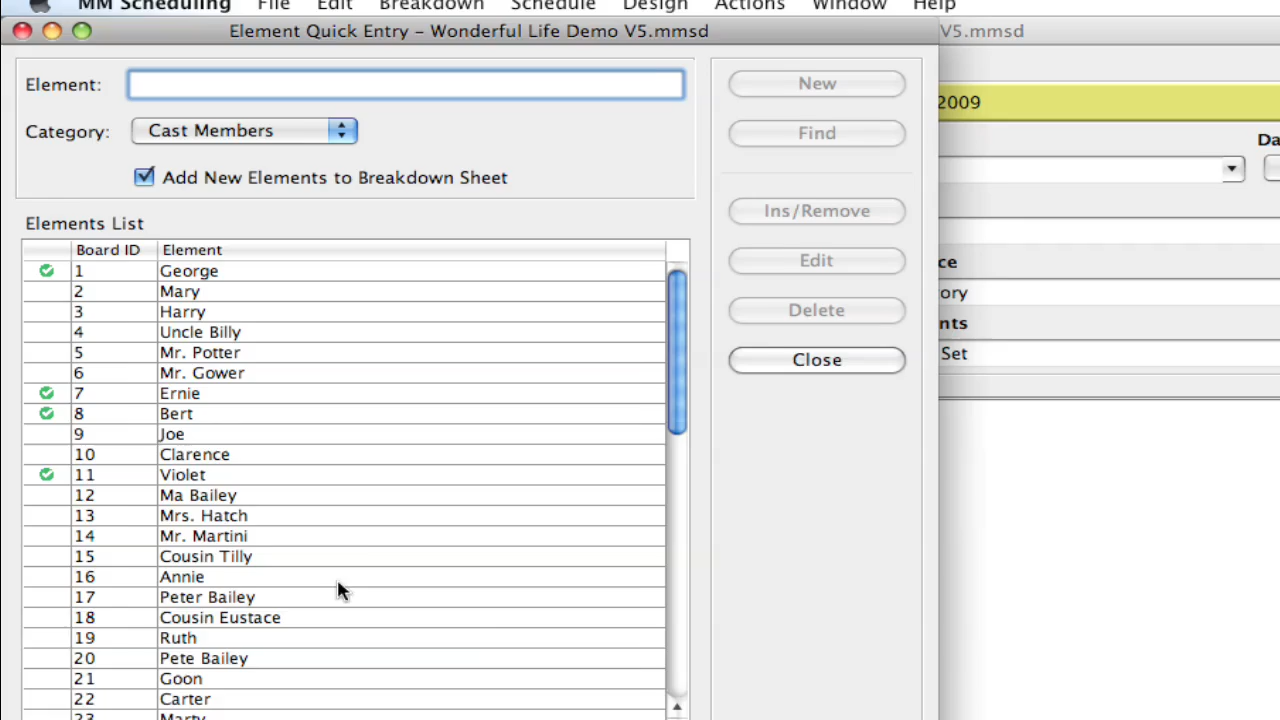 MM Scheduling File Edit Breakdown Schedule Design Actions Window Help
Element Quick Entry – Wonderful Life Demo V5.mmsd
V5.mmsd
Element:
New
2009
Category: Cast Members
Find
Da
Add New Elements to Breakdown Sheet
Ins/Remove
Elements List
Board ID Element
Edit
ce
1 George
2 Mary
ory
3 Harry
Delete
nts
4 Uncle Billy
5 Mr. Potter
Close
Set
6 Mr. Gower
7 Ernie
8 Bert
9 Joe
10 Clarence
11 Violet
12 Ma Bailey
13 Mrs. Hatch
14 Mr. Martini
15 Cousin Tilly
16 Annie
17 Peter Bailey
18 Cousin Eustace
19 Ruth
20 Pete Bailey
21 Goon
22 Carter
23 Marty